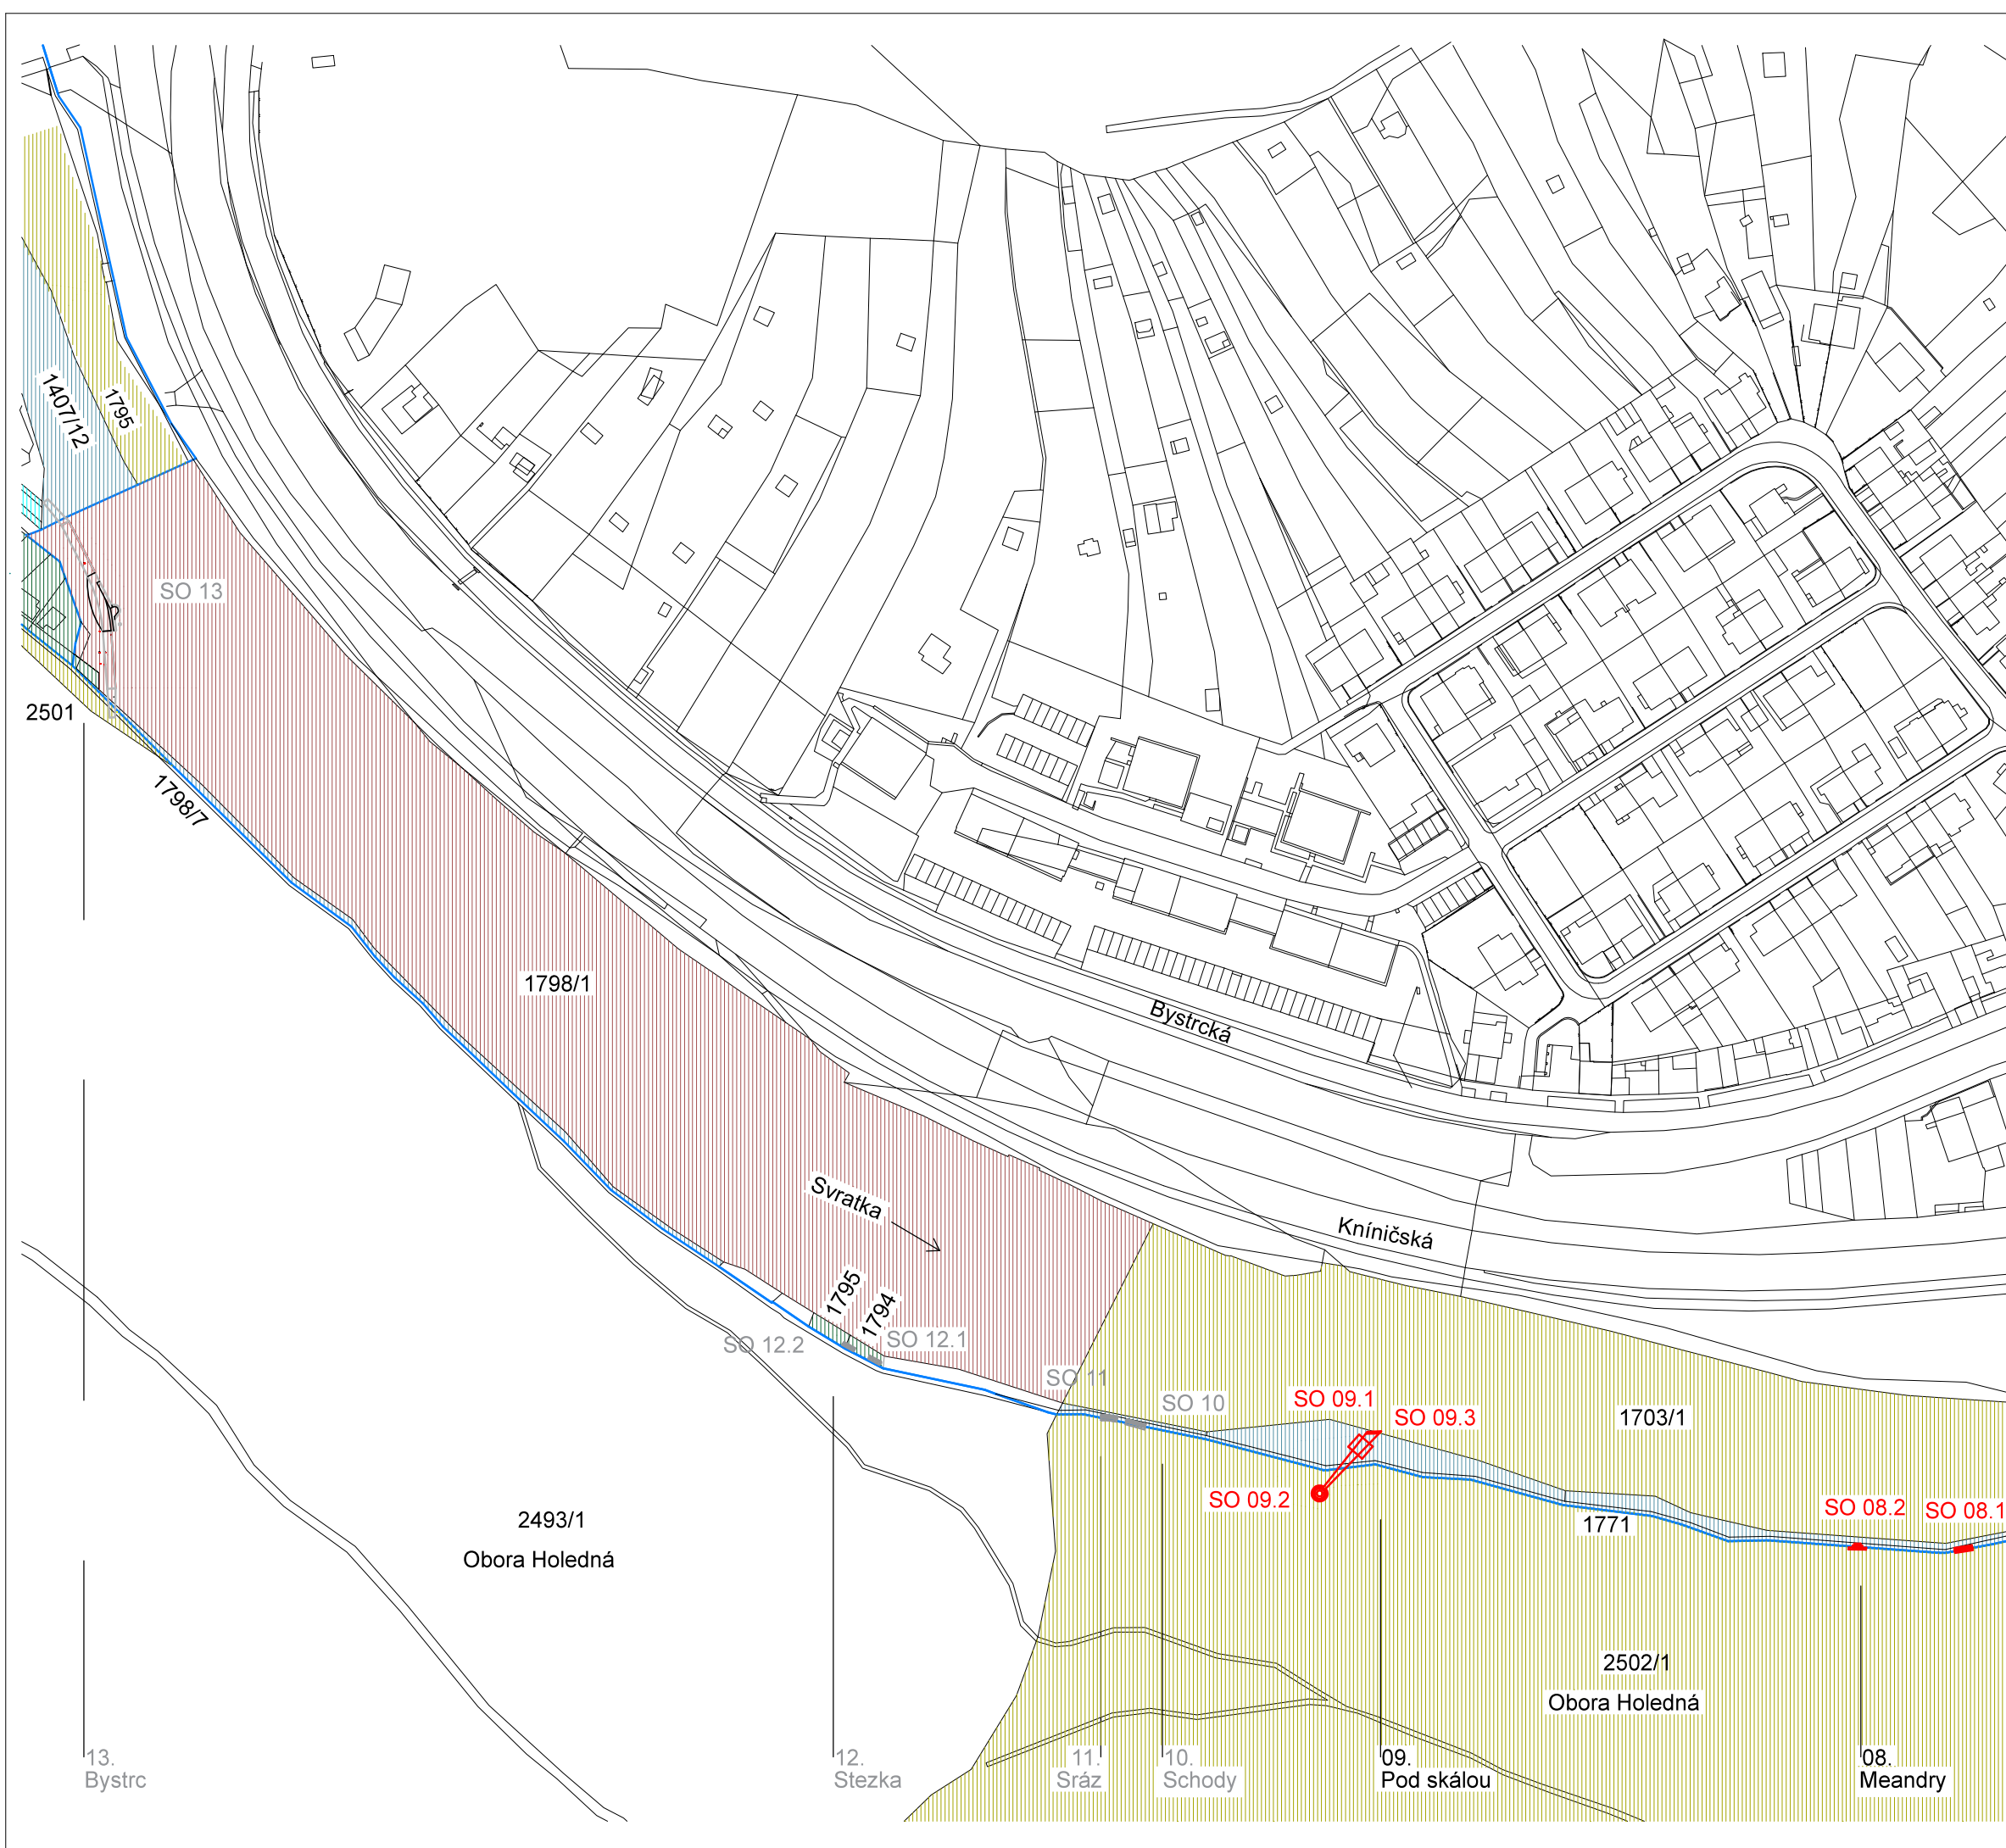 1407/12
1795
SO 13
2501
1798/7
1798/1
Bystrcká
Svratka
Kníničská
1795
1794
SO 12.2
SO 12.1
SO 11
SO 10
SO 09.1
SO 09.3
1703/1
SO 09.2
1771
SO 08.2
SO 08.1
2493/1
Obora Holedná
2502/1
Obora Holedná
13.
Bystrc
12.
Stezka
11.
Sráz
10.
Schody
09.
Pod skálou
08.
Meandry